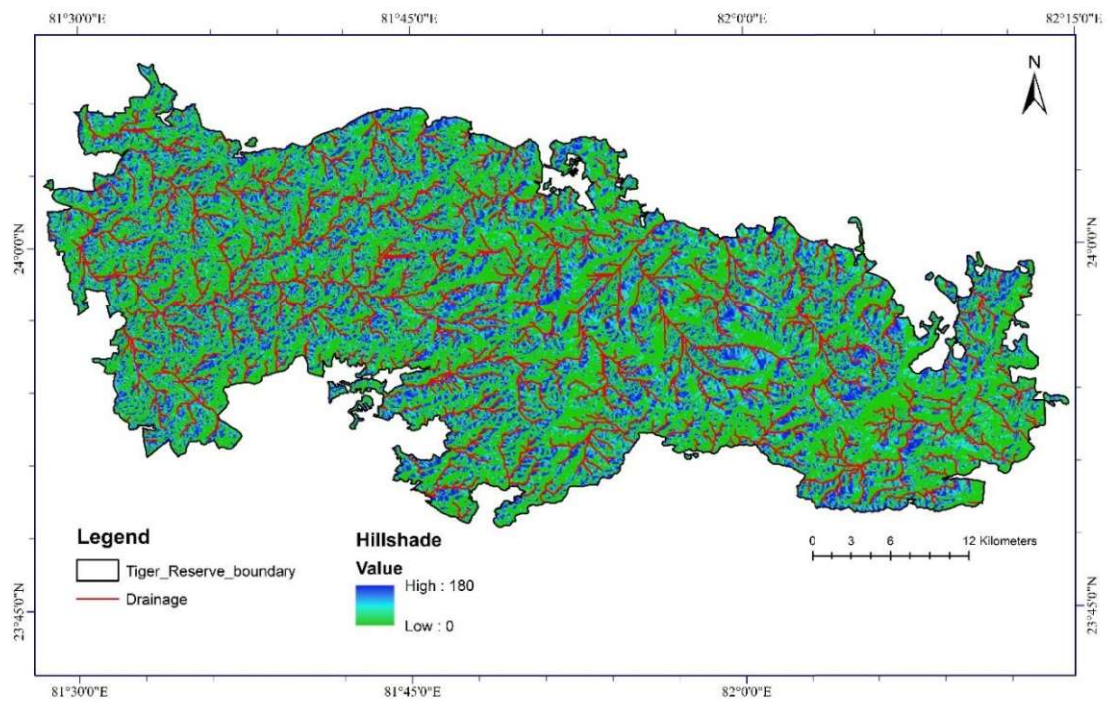 81°30'0"E 81°45'0"E 82°0'0"E 82°15'0"E
N
24°0'0"N 24°0'0"N
Legend
Tiger_Reserve_boundary
Drainage
Hillshade
Value
High : 180
Low : 0
0 3 6 12 Kilometers
23°45'0"N 23°45'0"N
81°30'0"E 81°45'0"E 82°0'0"E